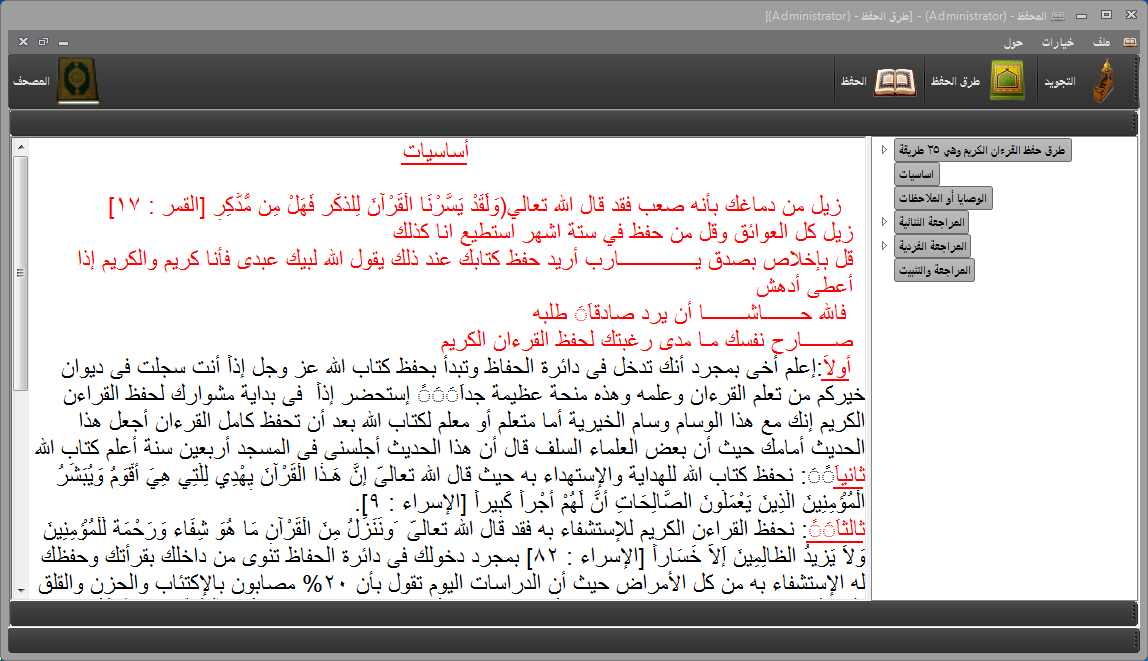 المحفظ - (Administrator) - [طرق الحفظ - (Administrator)]
ملف
خيارات
حول
التجويد
طرق الحفظ
الحفظ
المصحف
طرق حفظ القرءان الكريم وهي ٢٥ طريقة
اساسيات
الوصايا أو الملاحظات
المراجعة الثنائية
المراجعة الفردية
المراجعة والتثبيت
أساسيات
زيل من دماغك بأنه صعب فقد قال الله تعالي(وَلَقَدْ يَسَّرْنَا الْقُرْآنَ لِلذِّكْرِ فَهَلْ مِن مُّدَّكِرٍ [القمر : ١٧]
زيل كل العوائق وقل من حفظ في ستة اشهر استطيع انا كذلك
قل بإخلاص بصدق يـــــــــــارب أريد حفظ كتابك عند ذلك يقول الله لبيك عبدى فأنا كريم والكريم إذا
أعطى أدهش
فالله حـــــــاشـــــــا أن يرد صادقاَ َ طلبه
صـــــارح نفسك مـا مدى رغبتك لحفظ القرءان الكريم
أولاَ:إعلم أخى بمجرد أنك تدخل فى دائرة الحفاظ وتبدأ بحفظ كتاب الله عز وجل إذاً أنت سجلت فى ديوان
خيركم من تعلم القرءان وعلمه وهذه منحة عظيمة جداَ َ َ ً إستحضر إذاً فى بداية مشوارك لحفظ القراءن
الكريم إنك مع هذا الوسام وسام الخيرية أما متعلم أو معلم لكتاب الله بعد أن تحفظ كامل القرءان أجعل هذا
الحديث أمامك حيث أن بعض العلماء السلف قال أن هذا الحديث أجلسنى فى المسجد أربعين سنة أعلم كتاب الله
ثانياَ ً َ: نحفظ كتاب الله للهداية والإستهداء به حيث قال الله تعالىّ إِنَّ هَـذَا الْقُرْآنَ يِهْدِي لِلَّتِي هِيَ أَقْوَمُ وَيُبَشِّرُ
الْمُؤْمِنِينَ الَّذِينَ يَعْمَلُونَ الصَّالِحَاتِ أَنَّ لَهُمْ أَجْراً كَبِيراً [الإسراء : ٩].
ثالثاَ َ ً: نحفظ القراءن الكريم للإستشفاء به فقد قال الله تعالىّ َوَنُنَزِّلُ مِنَ الْقُرْآنِ مَا هُوَ شِفَاء وَرَحْمَةٌ لِّلْمُؤْمِنِينَ
وَلاَ يَزِيدُ الظَّالِمِينَ إَلاَّ خَسَاراً [الإسراء : ٨٢] بمجرد دخولك فى دائرة الحفاظ تنوى من داخلك بقرأتك وحفظك
له الإستشفاء به من كل الأمراض حيث أن الدراسات اليوم تقول بأن ٢٠% مصابون بالإكتئاب والحزن والقلق